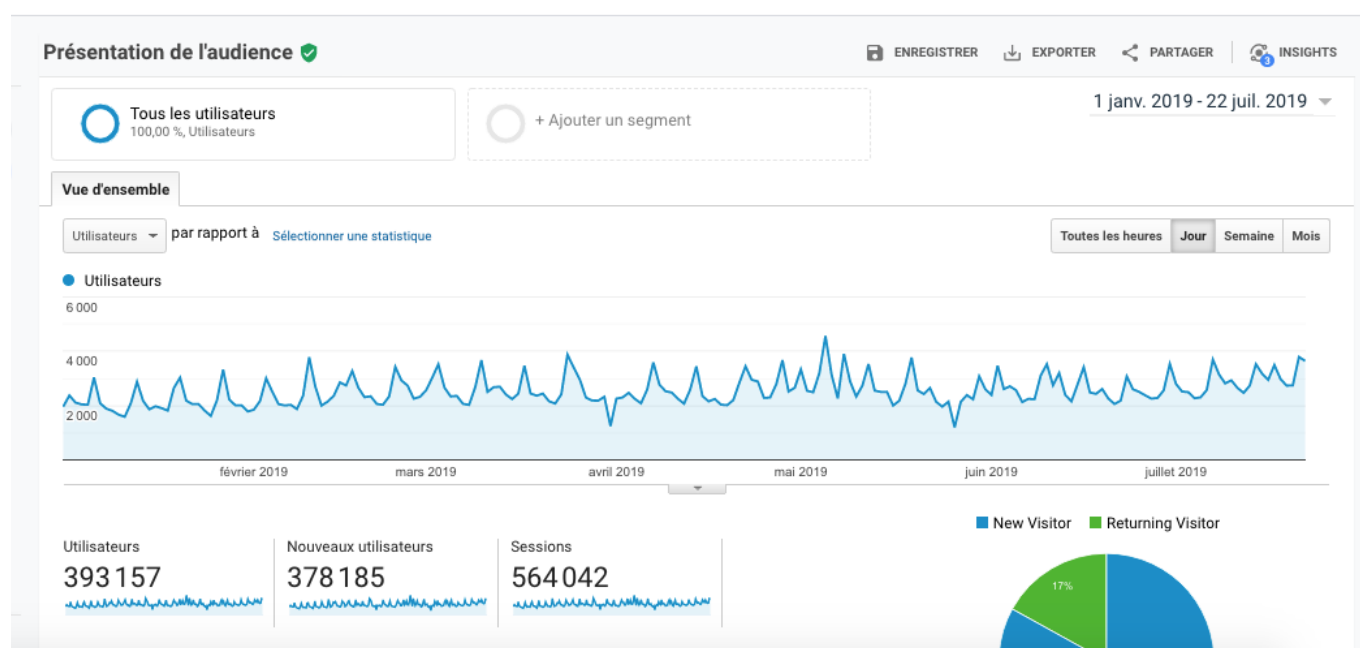 Présentation de l'audience
ENREGISTRER EXPORTER PARTAGER INSIGHTS
3
Tous les utilisateurs
100,00 %, Utilisateurs
+ Ajouter un segment
1 janv. 2019 - 22 juil. 2019
Vue d'ensemble
Utilisateurs par rapport à Sélectionner une statistique
Toutes les heures Jour Semaine Mois
Utilisateurs
6 000
4 000
2 000
février 2019 mars 2019 avril 2019 mai 2019 juin 2019 juillet 2019
New Visitor Returning Visitor
Utilisateurs Nouveaux utilisateurs Sessions
393 157 378 185 564 042
17%